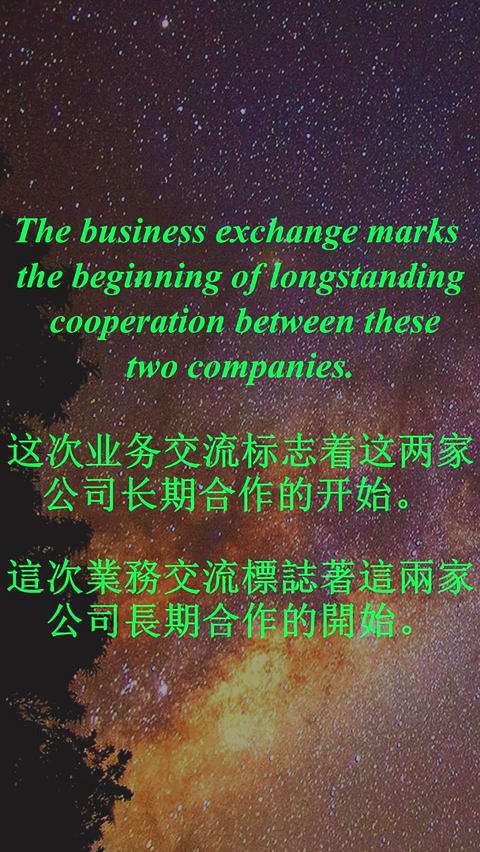 The business exchange marks
the beginning of longstanding
cooperation between these
two companies.
这次业务交流标志着这两家
公司长期合作的开始。
這次業務交流標誌著這兩家
公司長期合作的開始。